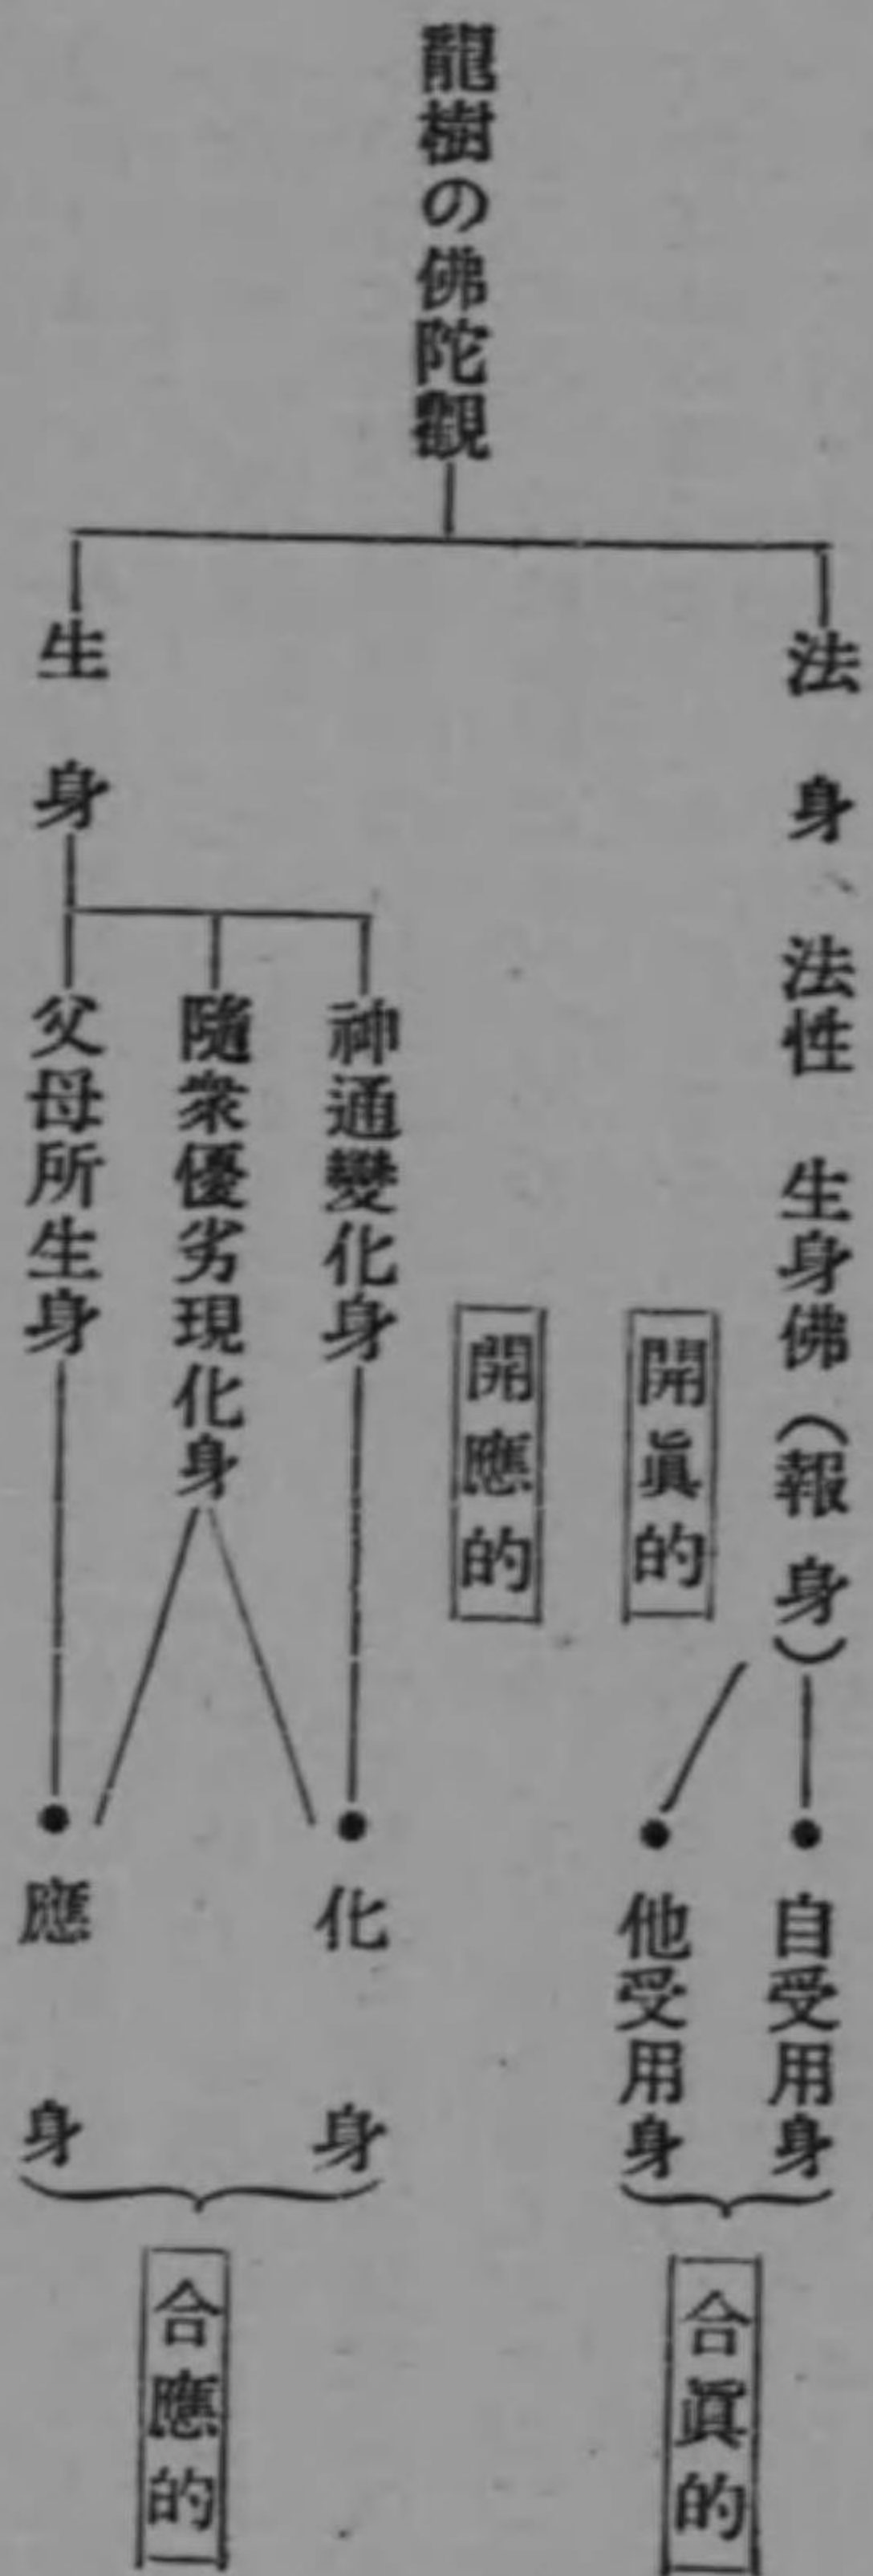 龍樹の佛陀觀
法身、法性生身佛（報身）
自受用身
他受用身
合眞的
開眞的
開應的
生身
神通變化身
隨衆優劣現化身
父母所生身
化身
應身
合應的